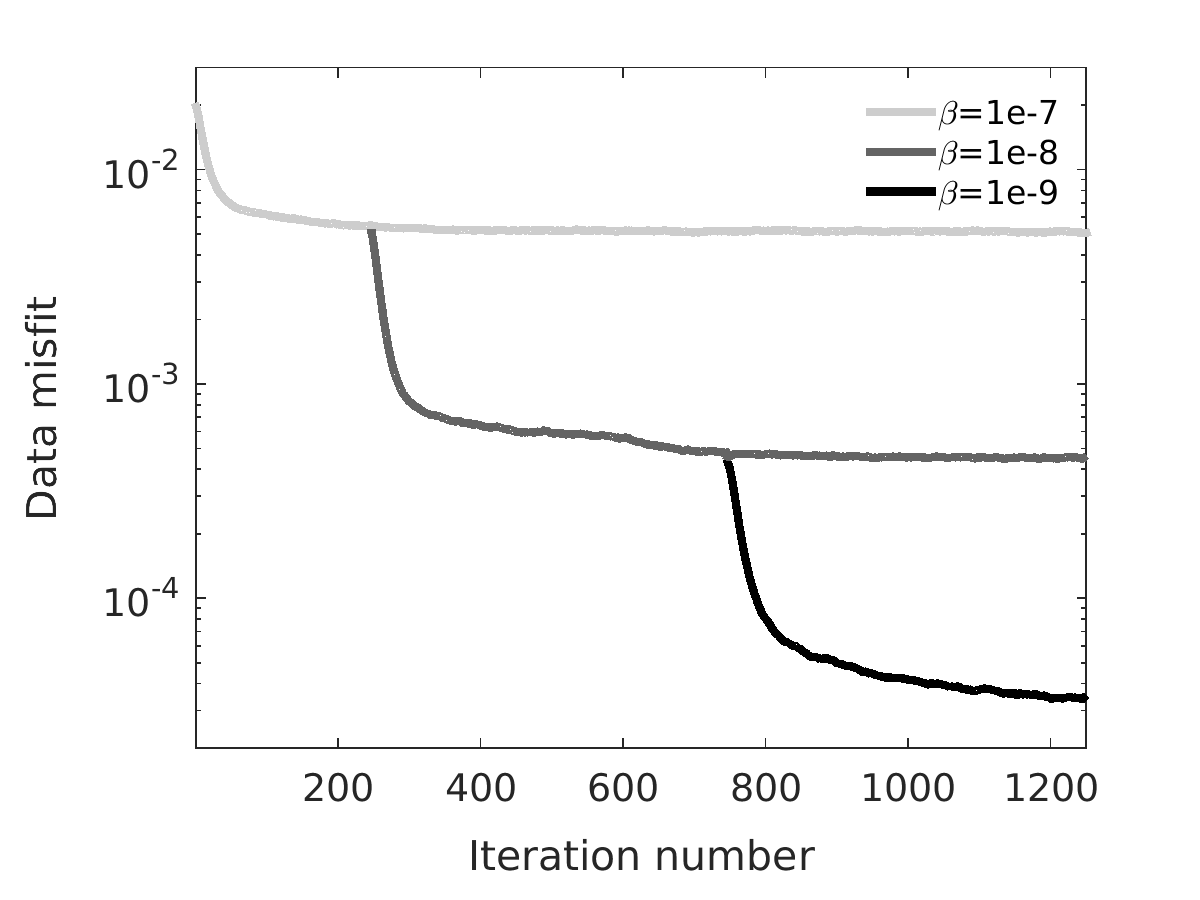 β=1e-7
β=1e-8
β=1e-9
10-2
10-3
10-4
Data misfit
200 400 600 800 1000 1200
Iteration number